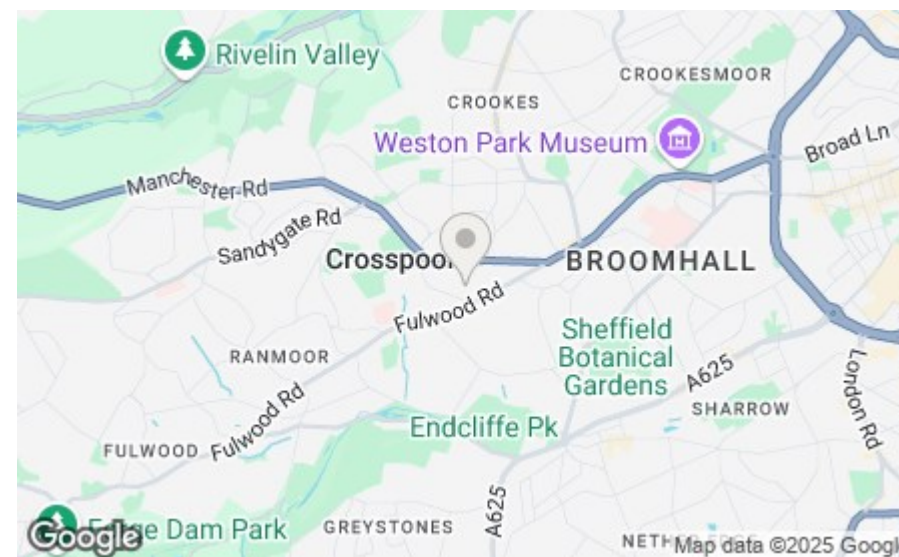 Rivelin Valley
CROOKESMOOR
CROOKES
Weston Park Museum
Broad Ln
Manchester Rd
Sandygate Rd
BROOMHALL
Fulwood Rd
Sheffield
Botanical
Gardens
RANMOOR
A625
London Rd
SHARROW
Endcliffe Pk
FULWOOD
Fulwood Rd
A625
Dam Park
GREYSTONES
Google
Map data ©2025 Googl